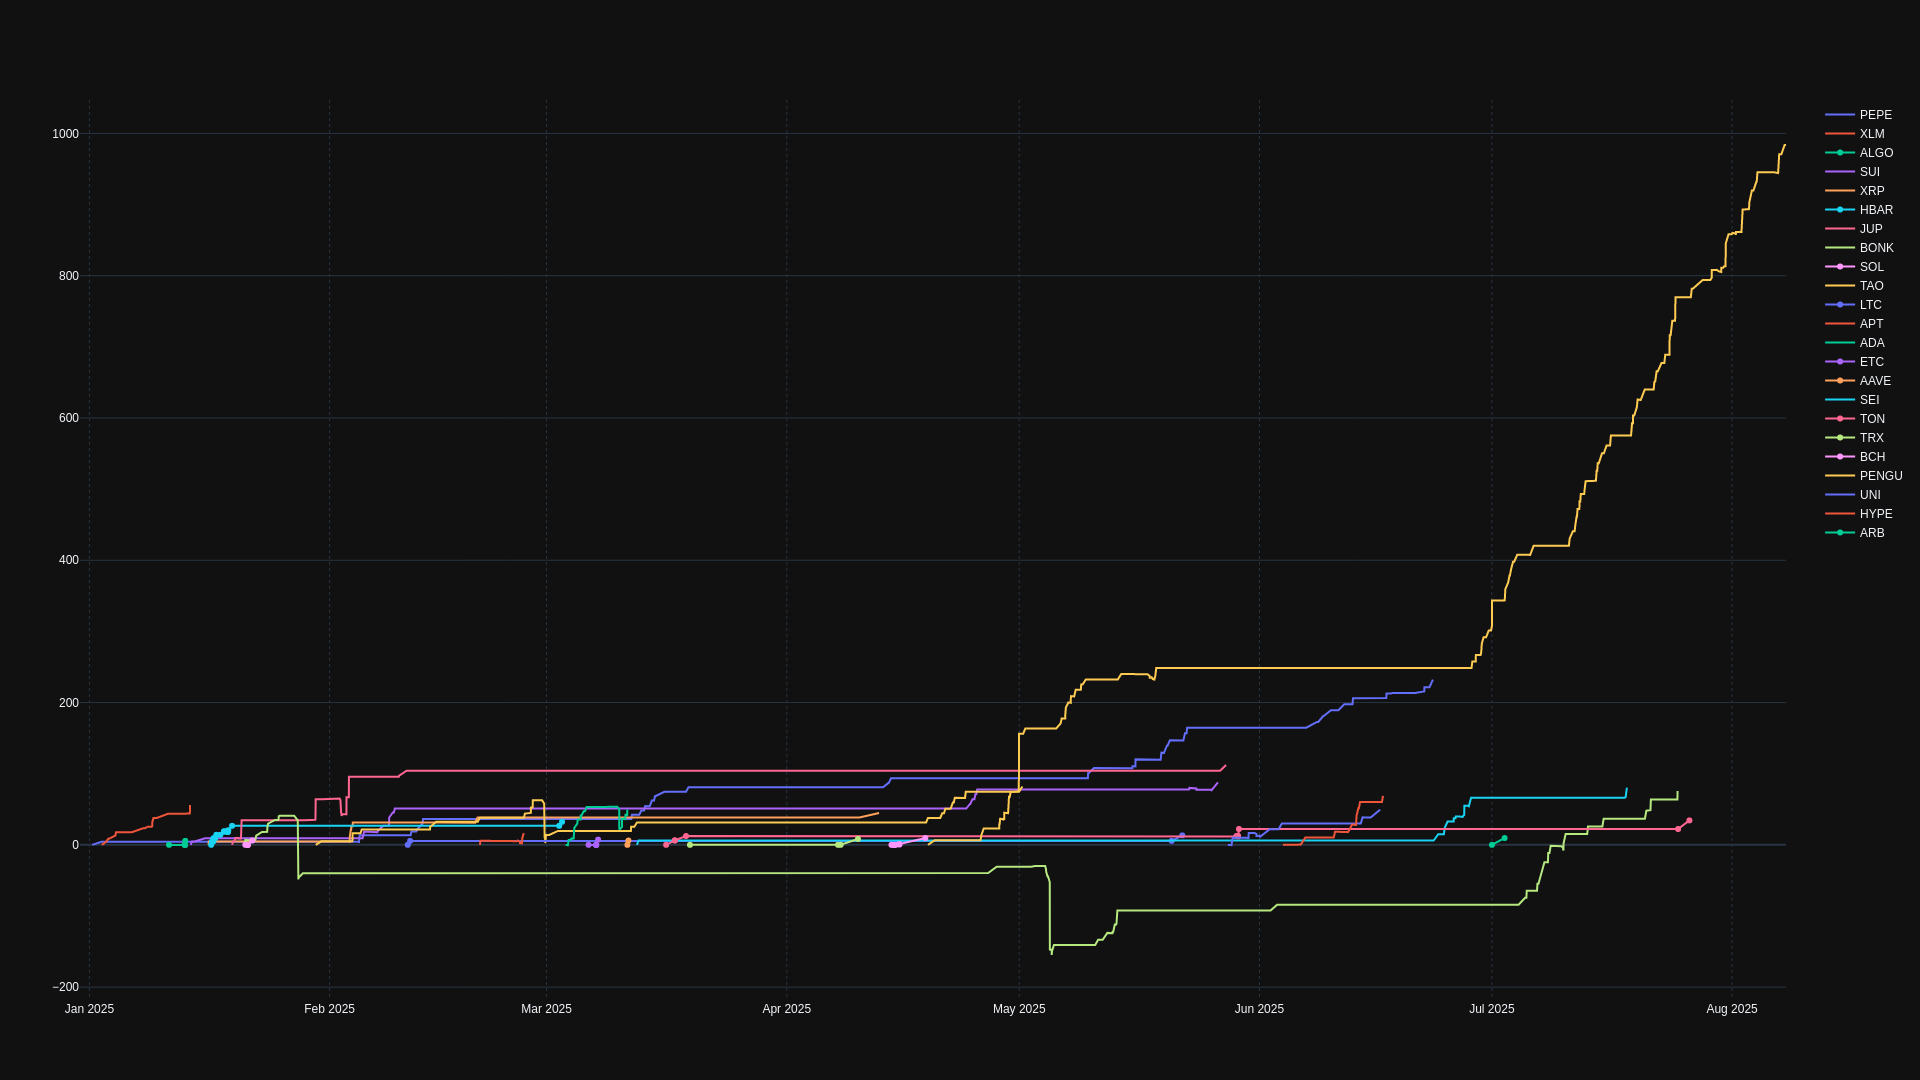 1000
800
600
400
200
0
−200
Jan 2025
Feb 2025
Mar 2025
Apr 2025
May 2025
Jun 2025
Jul 2025
Aug 2025
PEPE
XLM
ALGO
SUI
XRP
HBAR
JUP
BONK
SOL
TAO
LTC
APT
ADA
ETC
AAVE
SEI
TON
TRX
BCH
PENGU
UNI
HYPE
ARB